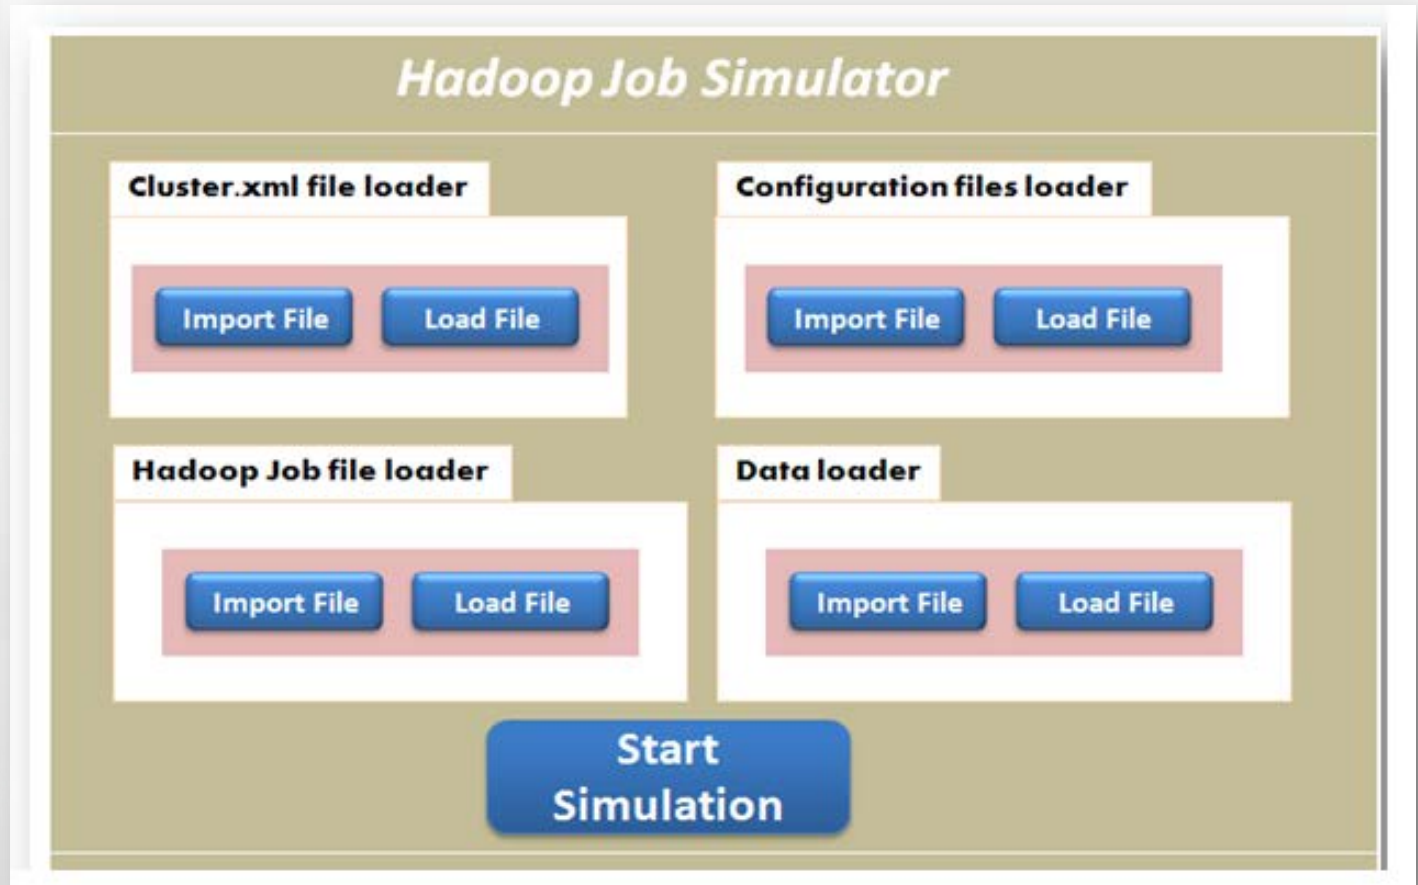 Hadoop Job Simulator
Cluster.xml file loader
Import File Load File
Configuration files loader
Import File Load File
Hadoop Job file loader
Import File Load File
Data loader
Import File Load File
Start
Simulation